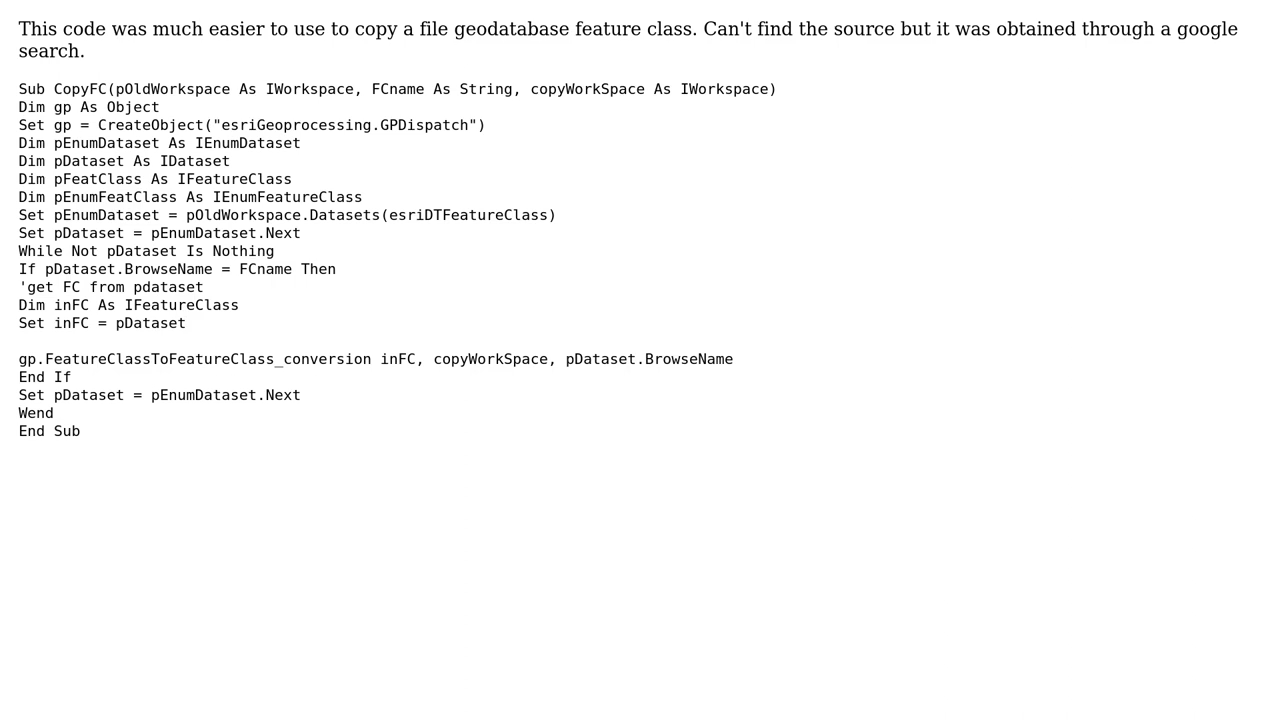 This code was much easier to use to copy a file geodatabase feature class. Can't find the source but it was obtained through a google
search.
Sub CopyFC(pOldWorkspace As IWorkspace, FCname As String, copyWorkSpace As IWorkspace)
Dim gp As Object
Set gp = CreateObject("esriGeoprocessing.GPDispatch")
Dim pEnumDataset As IEnumDataset
Dim pDataset As IDataset
Dim pFeatClass As IFeatureClass
Dim pEnumFeatClass As IEnumFeatureClass
Set pEnumDataset = pOldWorkspace.Datasets(esriDTFeatureClass)
Set pDataset = pEnumDataset.Next
While Not pDataset Is Nothing
If pDataset.BrowseName = FCname Then
'get FC from pdataset
Dim inFC As IFeatureClass
Set inFC = pDataset
gp.FeatureClassToFeatureClass_conversion inFC, copyWorkSpace, pDataset.BrowseName
End If
Set pDataset = pEnumDataset.Next
Wend
End Sub